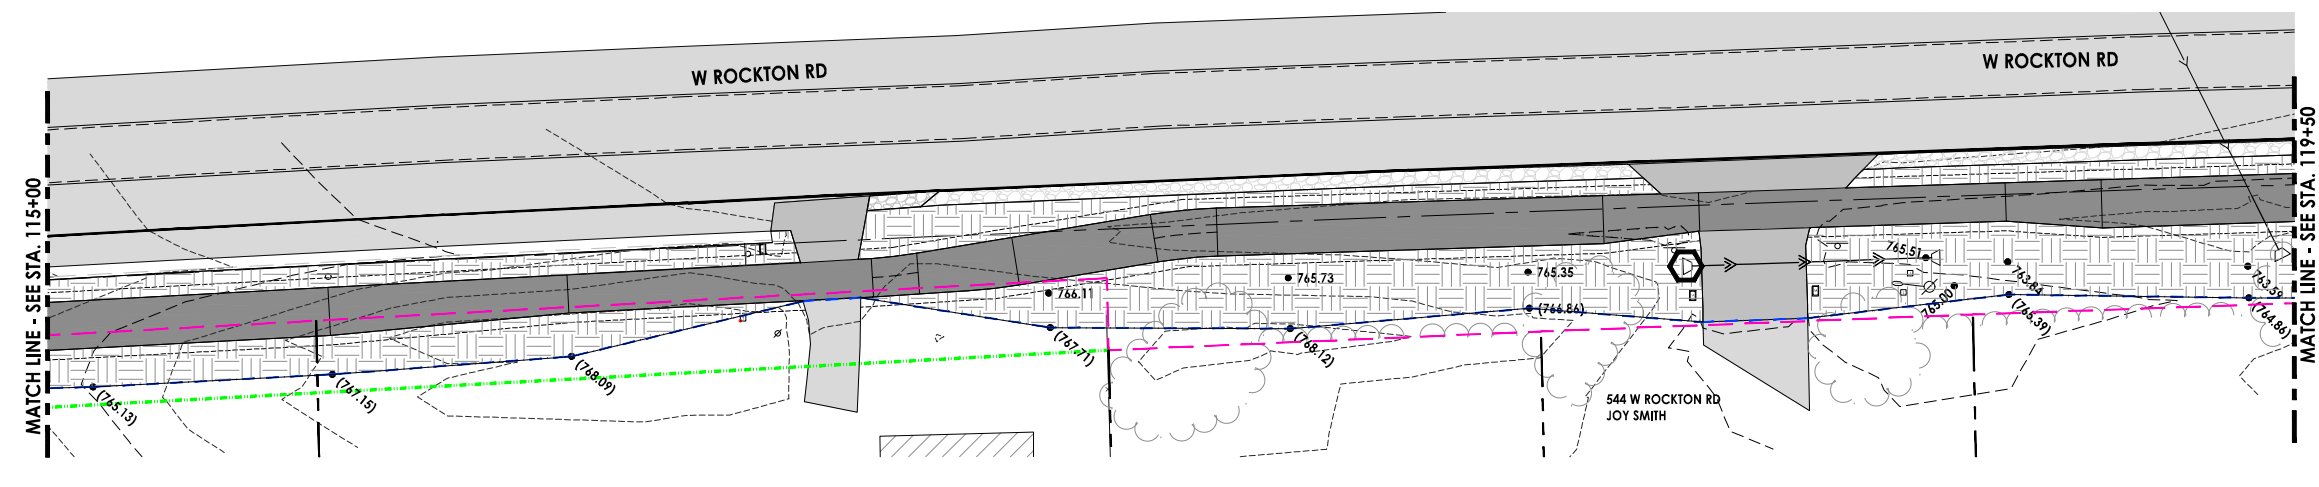 W ROCKTON RD
W ROCKTON RD
MATCH LINE - SEE STA. 115+00
MATCH LINE - SEE STA. 119+50
765.51
765.73
765.35
766.11
763.84
763.59
765.00
(766.86)
(765.39)
(764.86)
(767.71)
(768.12)
(768.09)
(767.15)
(765.13)
544 W ROCKTON RD
JOY SMITH